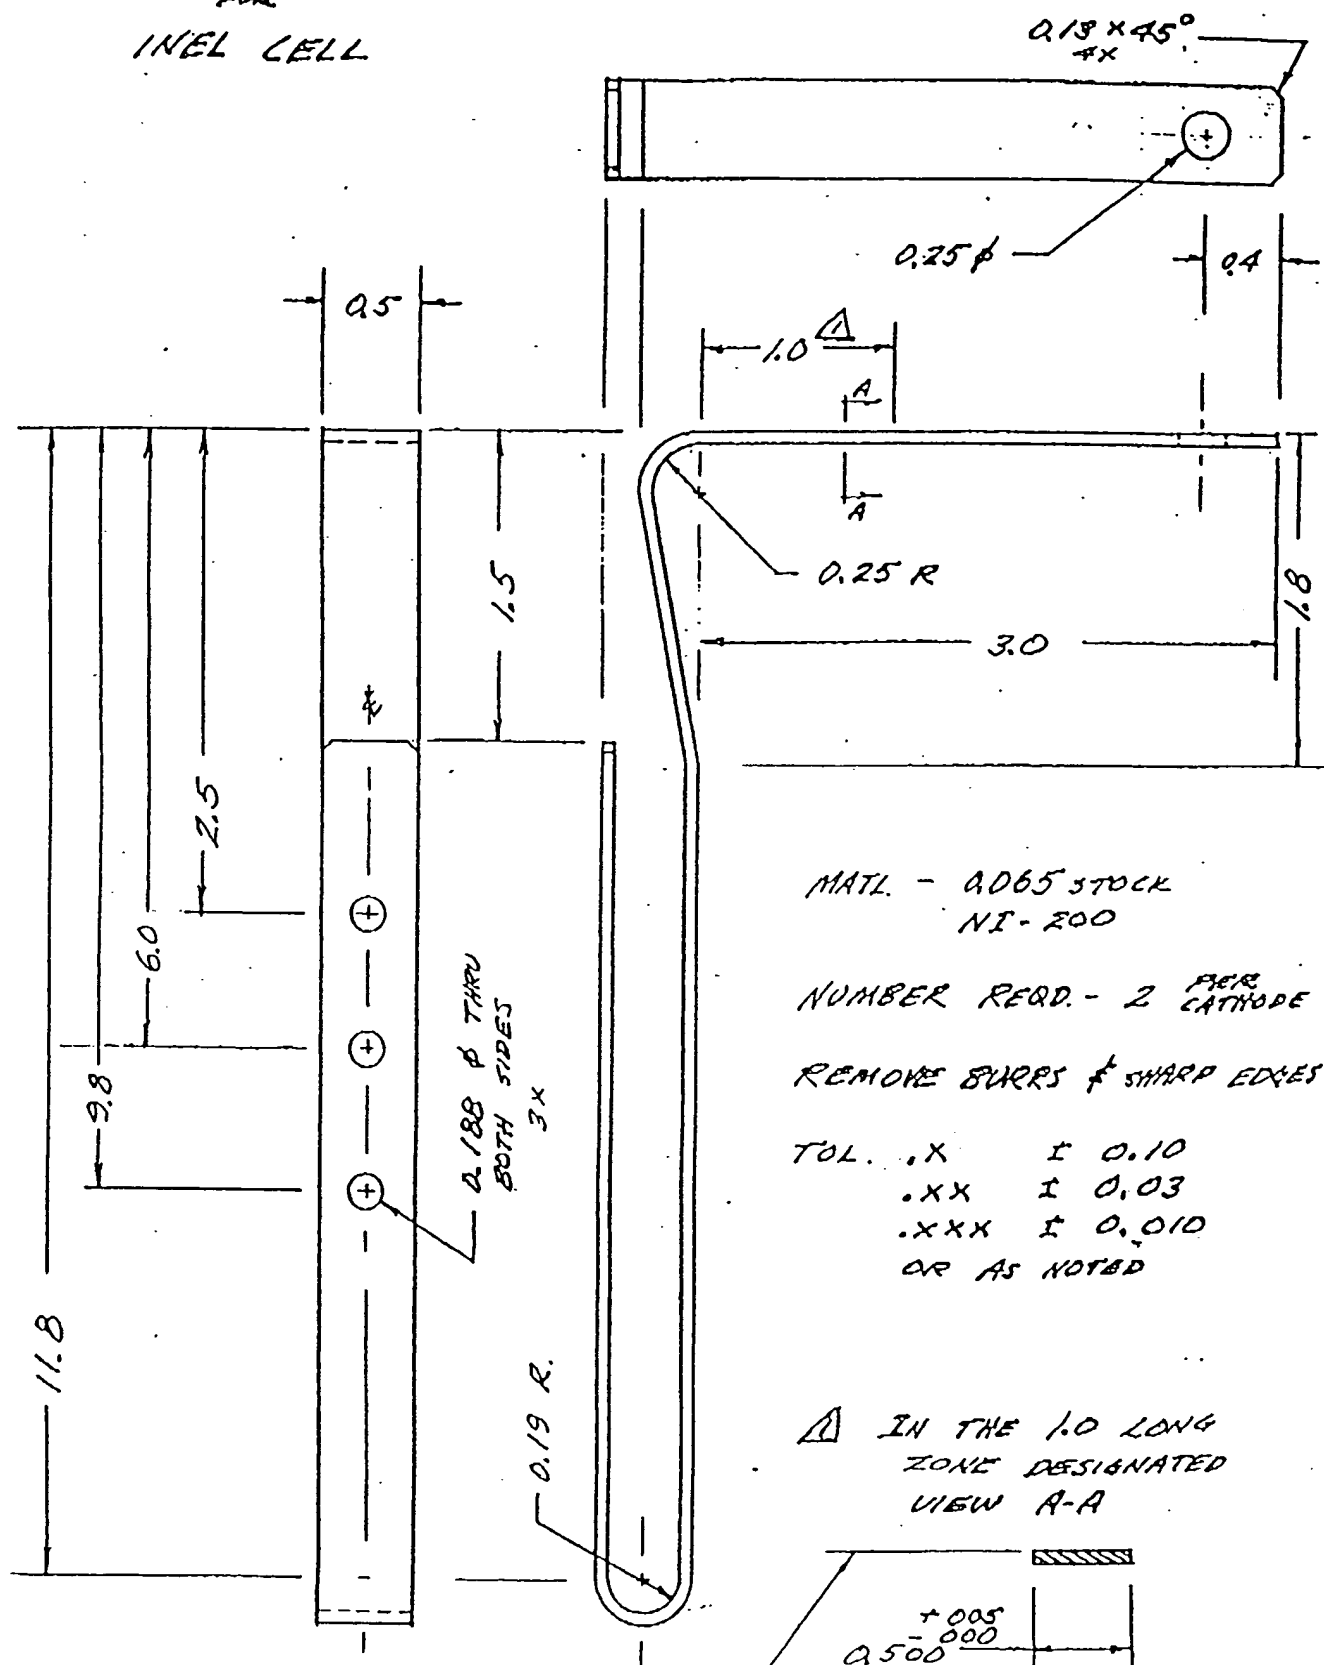 FOR
INEL CELL
0.13 X 45°
4X
0.25 ϕ
0.4
0.5
1.0 1
A
A
0.25 R
1.5
3.0
1.8
2.5
6.0
9.8
11.8
0.188 ϕ THRU
BOTH SIDES
3X
0.19 R.
MATL. - 0.065 STOCK
NI-200
NUMBER REQD. - 2 PER
CATHODE
REMOVE BURRS & SHARP EDGES
TOL. .X ± 0.10
.XX ± 0.03
.XXX ± 0.010
OR AS NOTED
1 IN THE 1.0 LONG
ZONE DESIGNATED
VIEW A-A
+.005
-.000
0.500